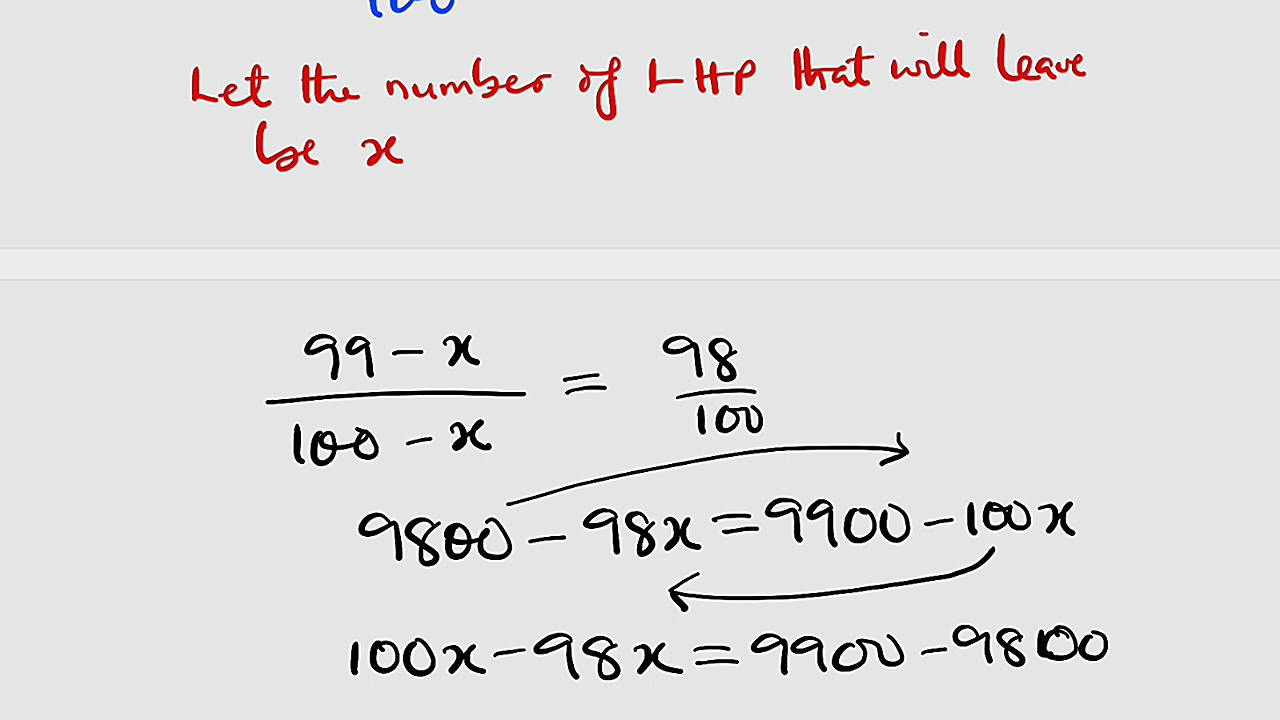 100
Let the number of LHP that will leave
be x
99 - x / 100 - x = 98 / 100
9800 - 98x = 9900 - 100x
100x - 98x = 9900 - 9800